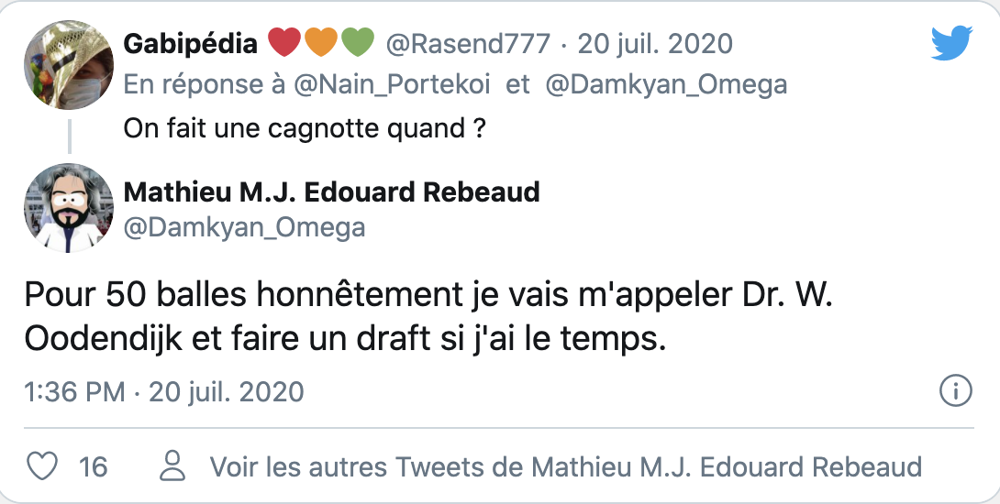 Gabipédia ❤️🧡💚 @Rasend777 · 20 juil. 2020
En réponse à @Nain_Portekoi et @Damkyan_Omega
On fait une cagnotte quand ?
Mathieu M.J. Edouard Rebeaud
@Damkyan_Omega
Pour 50 balles honnêtement je vais m'appeler Dr. W.
Oodendijk et faire un draft si j'ai le temps.
1:36 PM · 20 juil. 2020
16 Voir les autres Tweets de Mathieu M.J. Edouard Rebeaud